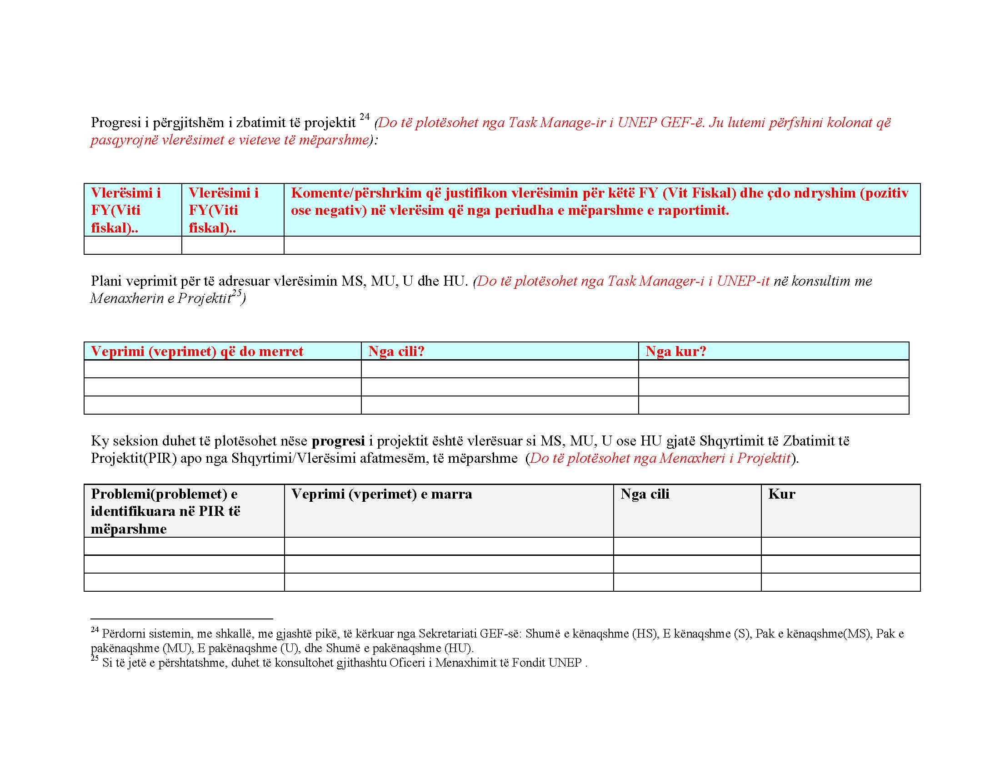 Progresi i përgjitshëm i zbatimit të projektit 24 (Do të plotësohet nga Task Manage-ir i UNEP GEF-ë. Ju lutemi përfshini kolonat që
pasqyrojnë vlerësimet e vieteve të mëparshme):
Vlerësimi i FY(Viti fiskal).. Vlerësimi i FY(Viti fiskal).. Komente/përshrkim që justifikon vlerësimin për këtë FY (Vit Fiskal) dhe çdo ndryshim (pozitiv
ose negativ) në vlerësim që nga periudha e mëparshme e raportimit.
Plani veprimit për të adresuar vlerësimin MS, MU, U dhe HU. (Do të plotësohet nga Task Manager-i i UNEP-it në konsultim me
Menaxherin e Projektit25)
Veprimi (veprimet) që do merret Nga cili? Nga kur?
Ky seksion duhet të plotësohet nëse progresi i projektit është vlerësuar si MS, MU, U ose HU gjatë Shqyrtimit të Zbatimit të
Projektit(PIR) apo nga Shqyrtimi/Vlerësimi afatmesëm, të mëparshme (Do të plotësohet nga Menaxheri i Projektit).
Problemi(problemet) e
identifikuara në PIR të
mëparshme
Veprimi (vperimet) e marra
Nga cili
Kur
24 Përdorni sistemin, me shkallë, me gjashtë pikë, të kërkuar nga Sekretariati GEF-së: Shumë e kënaqshme (HS), E kënaqshme (S), Pak e kënaqshme(MS), Pak e
pakënaqshme (MU), E pakënaqshme (U), dhe Shumë e pakënaqshme (HU).
25 Si të jetë e përshtatshme, duhet të konsultohet gjithashtu Oficeri i Menaxhimit të Fondit UNEP .